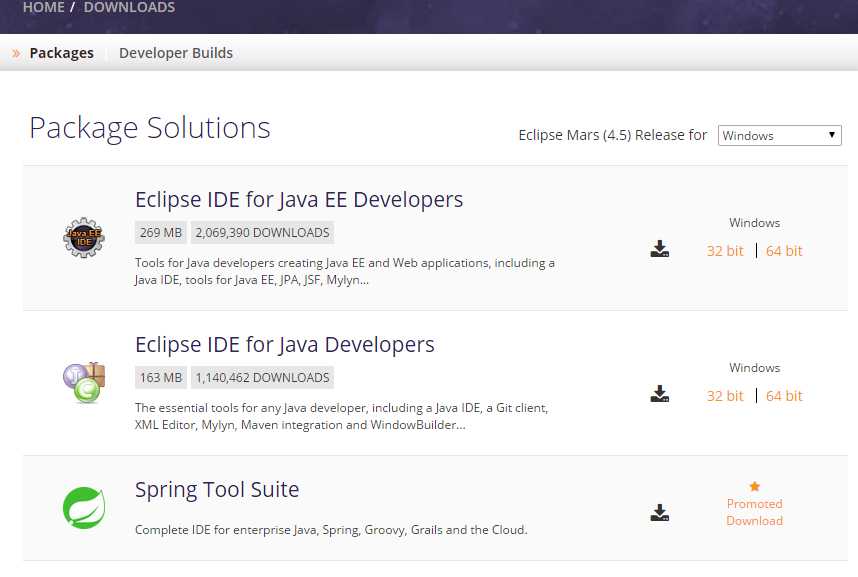 HOME / DOWNLOADS
» Packages Developer Builds
Package Solutions
Eclipse Mars (4.5) Release for Windows
Eclipse IDE for Java EE Developers
269 MB 2,069,390 DOWNLOADS
Java EE
IDE
Windows
Tools for Java developers creating Java EE and Web applications, including a
Java IDE, tools for Java EE, JPA, JSF, Mylyn...
32 bit | 64 bit
Eclipse IDE for Java Developers
163 MB 1,140,462 DOWNLOADS
J
C
Windows
The essential tools for any Java developer, including a Java IDE, a Git client,
XML Editor, Mylyn, Maven integration and WindowBuilder...
32 bit | 64 bit
Spring Tool Suite
Complete IDE for enterprise Java, Spring, Groovy, Grails and the Cloud.
Promoted
Download